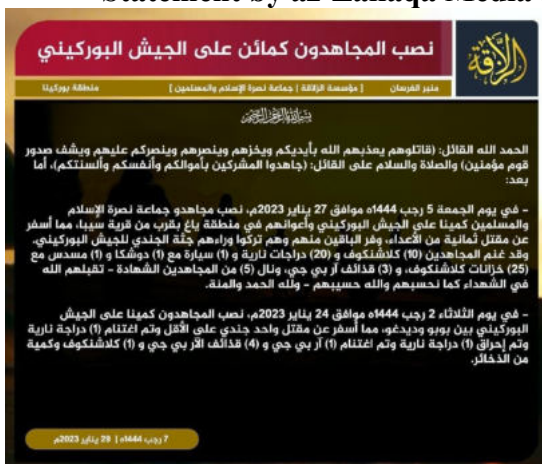 Statement by az-Zallaqa Media
نصب المجاهدون كمائن على الجيش البوركيني
الزلاقة
منبر الفرسان
[ مؤسسة الزلاقة | جماعة نصرة الإسلام والمسلمين ]
منطقة بوركينا
بسم الله الرحمن الرحيم
الحمد الله القائل: (قاتلوهم يعذبهم الله بأيديكم ويخزهم وينصرهم وينصركم عليهم ويشف صدور
قوم مؤمنين) والصلاة والسلام على القائل: (جاهدوا المشركين بأموالكم وأنفسكم وألسنتكم)، أما
بعد:
– في يوم الجمعة 5 رجب 1444ه موافق 27 يناير 2023م، نصب مجاهدو جماعة نصرة الإسلام
والمسلمين كمينا على الجيش البوركيني وأعوانهم في منطقة ياغ بقرب من قرية سيبا، مما أسفر
عن مقتل ثمانية من الأعداء، وفر الباقين منهم وهم تركوا وراءهم جثة الجندي للجيش البوركيني.
وقد غنم المجاهدين (10) كلاشنكوف و (20) دراجات نارية و (1) سيارة مع (1) دوشكا و (1) مسدس مع
(25) خزانات كلاشنكوف، و (3) قذائف آر بي جي، ونال (5) من المجاهدين الشهادة - تقبلهم الله
في الشهداء كما نحسبهم والله حسيبهم - ولله الحمد والمنة.
– في يوم الثلاثاء 2 رجب 1444ه موافق 24 يناير 2023م، نصب المجاهدون كمينا على الجيش
البوركيني بين بوبو وديدغو، مما أسفر عن مقتل واحد جندي على الأقل وتم اغتنام (1) دراجة نارية
وتم إحراق (1) دراجة نارية وتم اغتنام (1) آر بي جي و (4) قذائف الآر بي جي و (1) كلاشنكوف وكمية
من الذخائر.
7 رجب 1444ه | 29 يناير 2023م